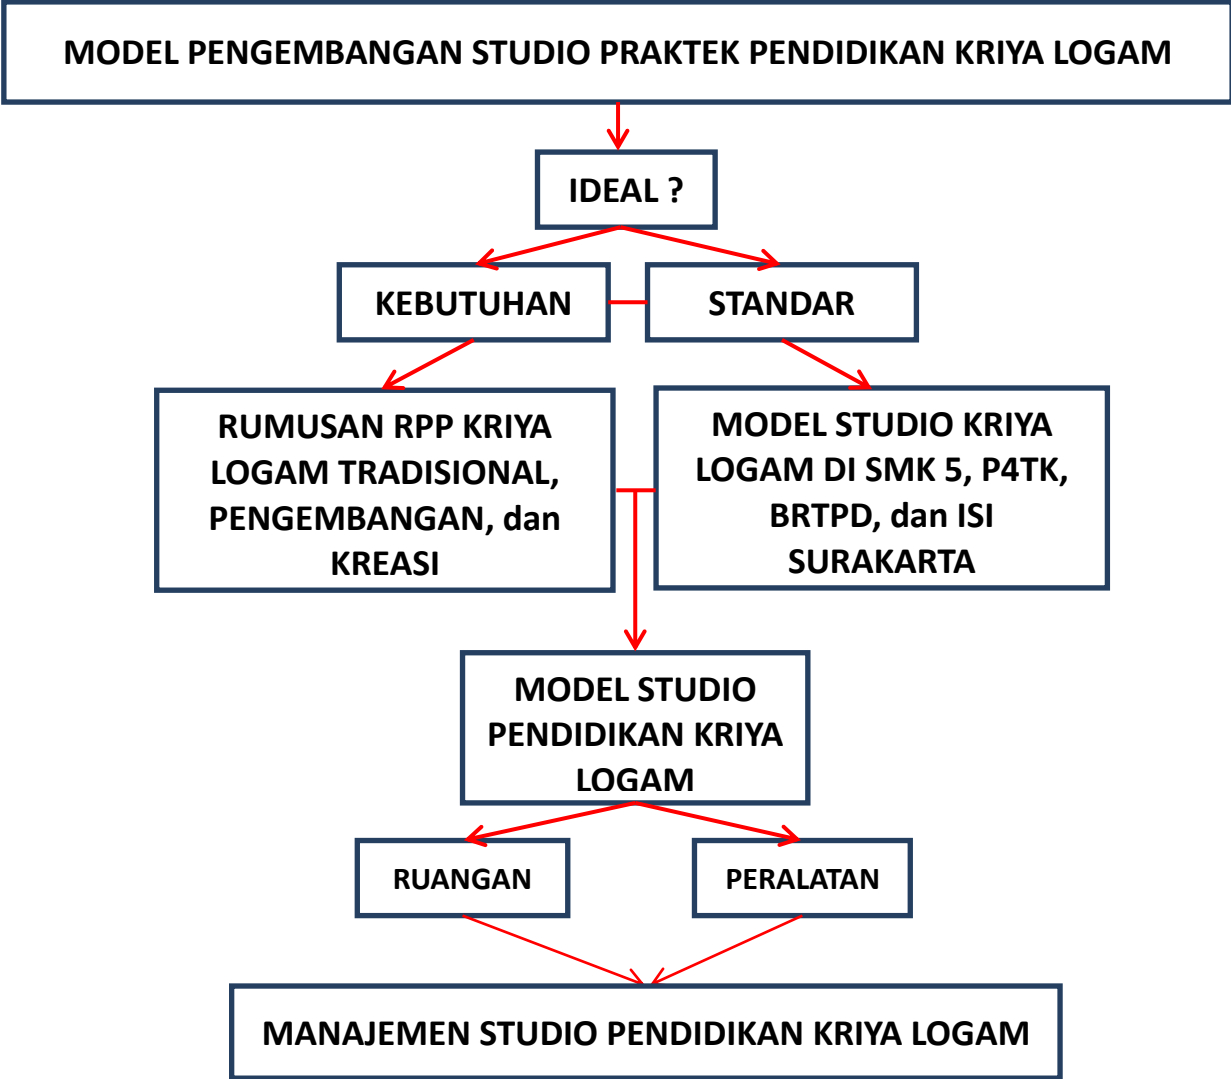 MODEL PENGEMBANGAN STUDIO PRAKTEK PENDIDIKAN KRIYA LOGAM
IDEAL ?
KEBUTUHAN
STANDAR
RUMUSAN RPP KRIYA
LOGAM TRADISIONAL,
PENGEMBANGAN, dan
KREASI
MODEL STUDIO KRIYA
LOGAM DI SMK 5, P4TK,
BRTPD, dan ISI
SURAKARTA
MODEL STUDIO
PENDIDIKAN KRIYA
LOGAM
RUANGAN
PERALATAN
MANAJEMEN STUDIO PENDIDIKAN KRIYA LOGAM